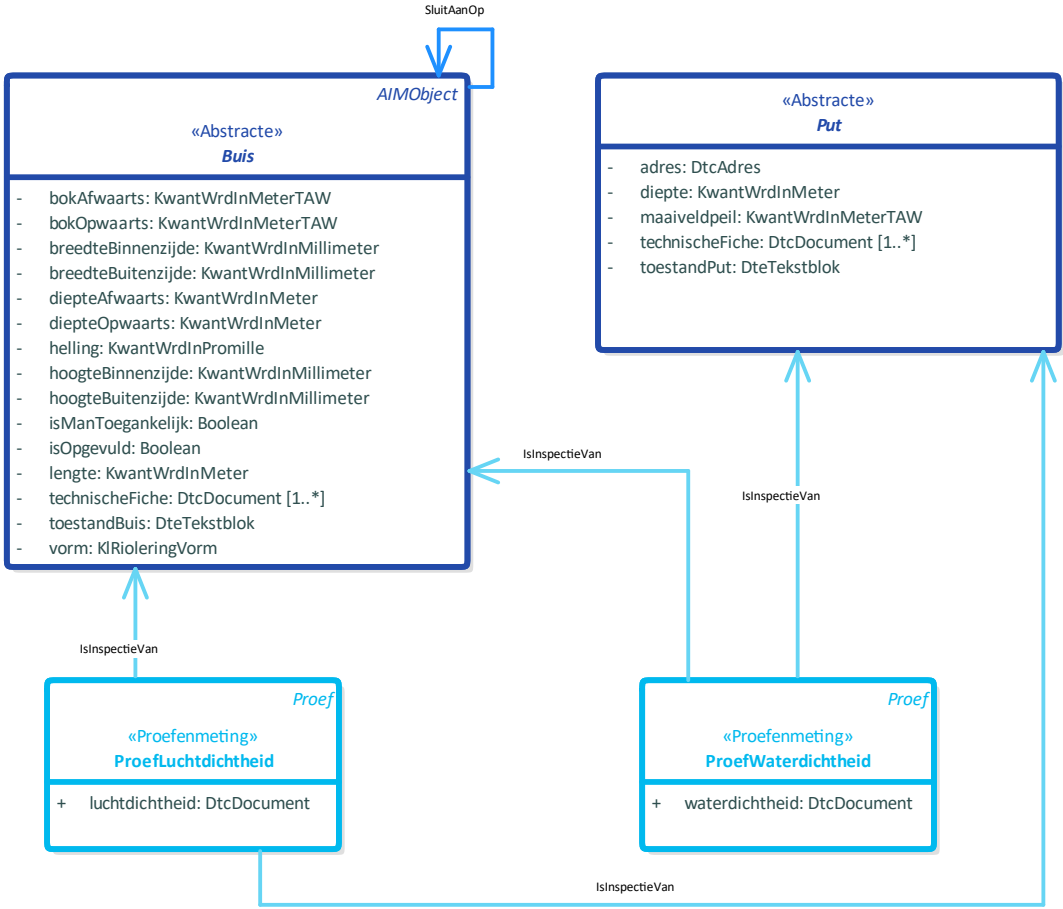 SluitAanOp
AIMObject
«Abstracte»
Buis
- bokAfwaarts: KwantWrdInMeterTAW
- bokOpwaarts: KwantWrdInMeterTAW
- breedteBinnenzijde: KwantWrdInMillimeter
- breedteBuitenzijde: KwantWrdInMillimeter
- diepteAfwaarts: KwantWrdInMeter
- diepteOpwaarts: KwantWrdInMeter
- helling: KwantWrdInPromille
- hoogteBinnenzijde: KwantWrdInMillimeter
- hoogteBuitenzijde: KwantWrdInMillimeter
- isManToegankelijk: Boolean
- isOpgevuld: Boolean
- lengte: KwantWrdInMeter
- technischeFiche: DtcDocument [1..*]
- toestandBuis: DteTekstblok
- vorm: KlRioleringVorm
«Abstracte»
Put
- adres: DtcAdres
- diepte: KwantWrdInMeter
- maaiveldpeil: KwantWrdInMeterTAW
- technischeFiche: DtcDocument [1..*]
- toestandPut: DteTekstblok
IsInspectieVan
IsInspectieVan
IsInspectieVan
Proef
«Proefenmeting»
ProefLuchtdichtheid
+ luchtdichtheid: DtcDocument
Proef
«Proefenmeting»
ProefWaterdichtheid
+ waterdichtheid: DtcDocument
IsInspectieVan